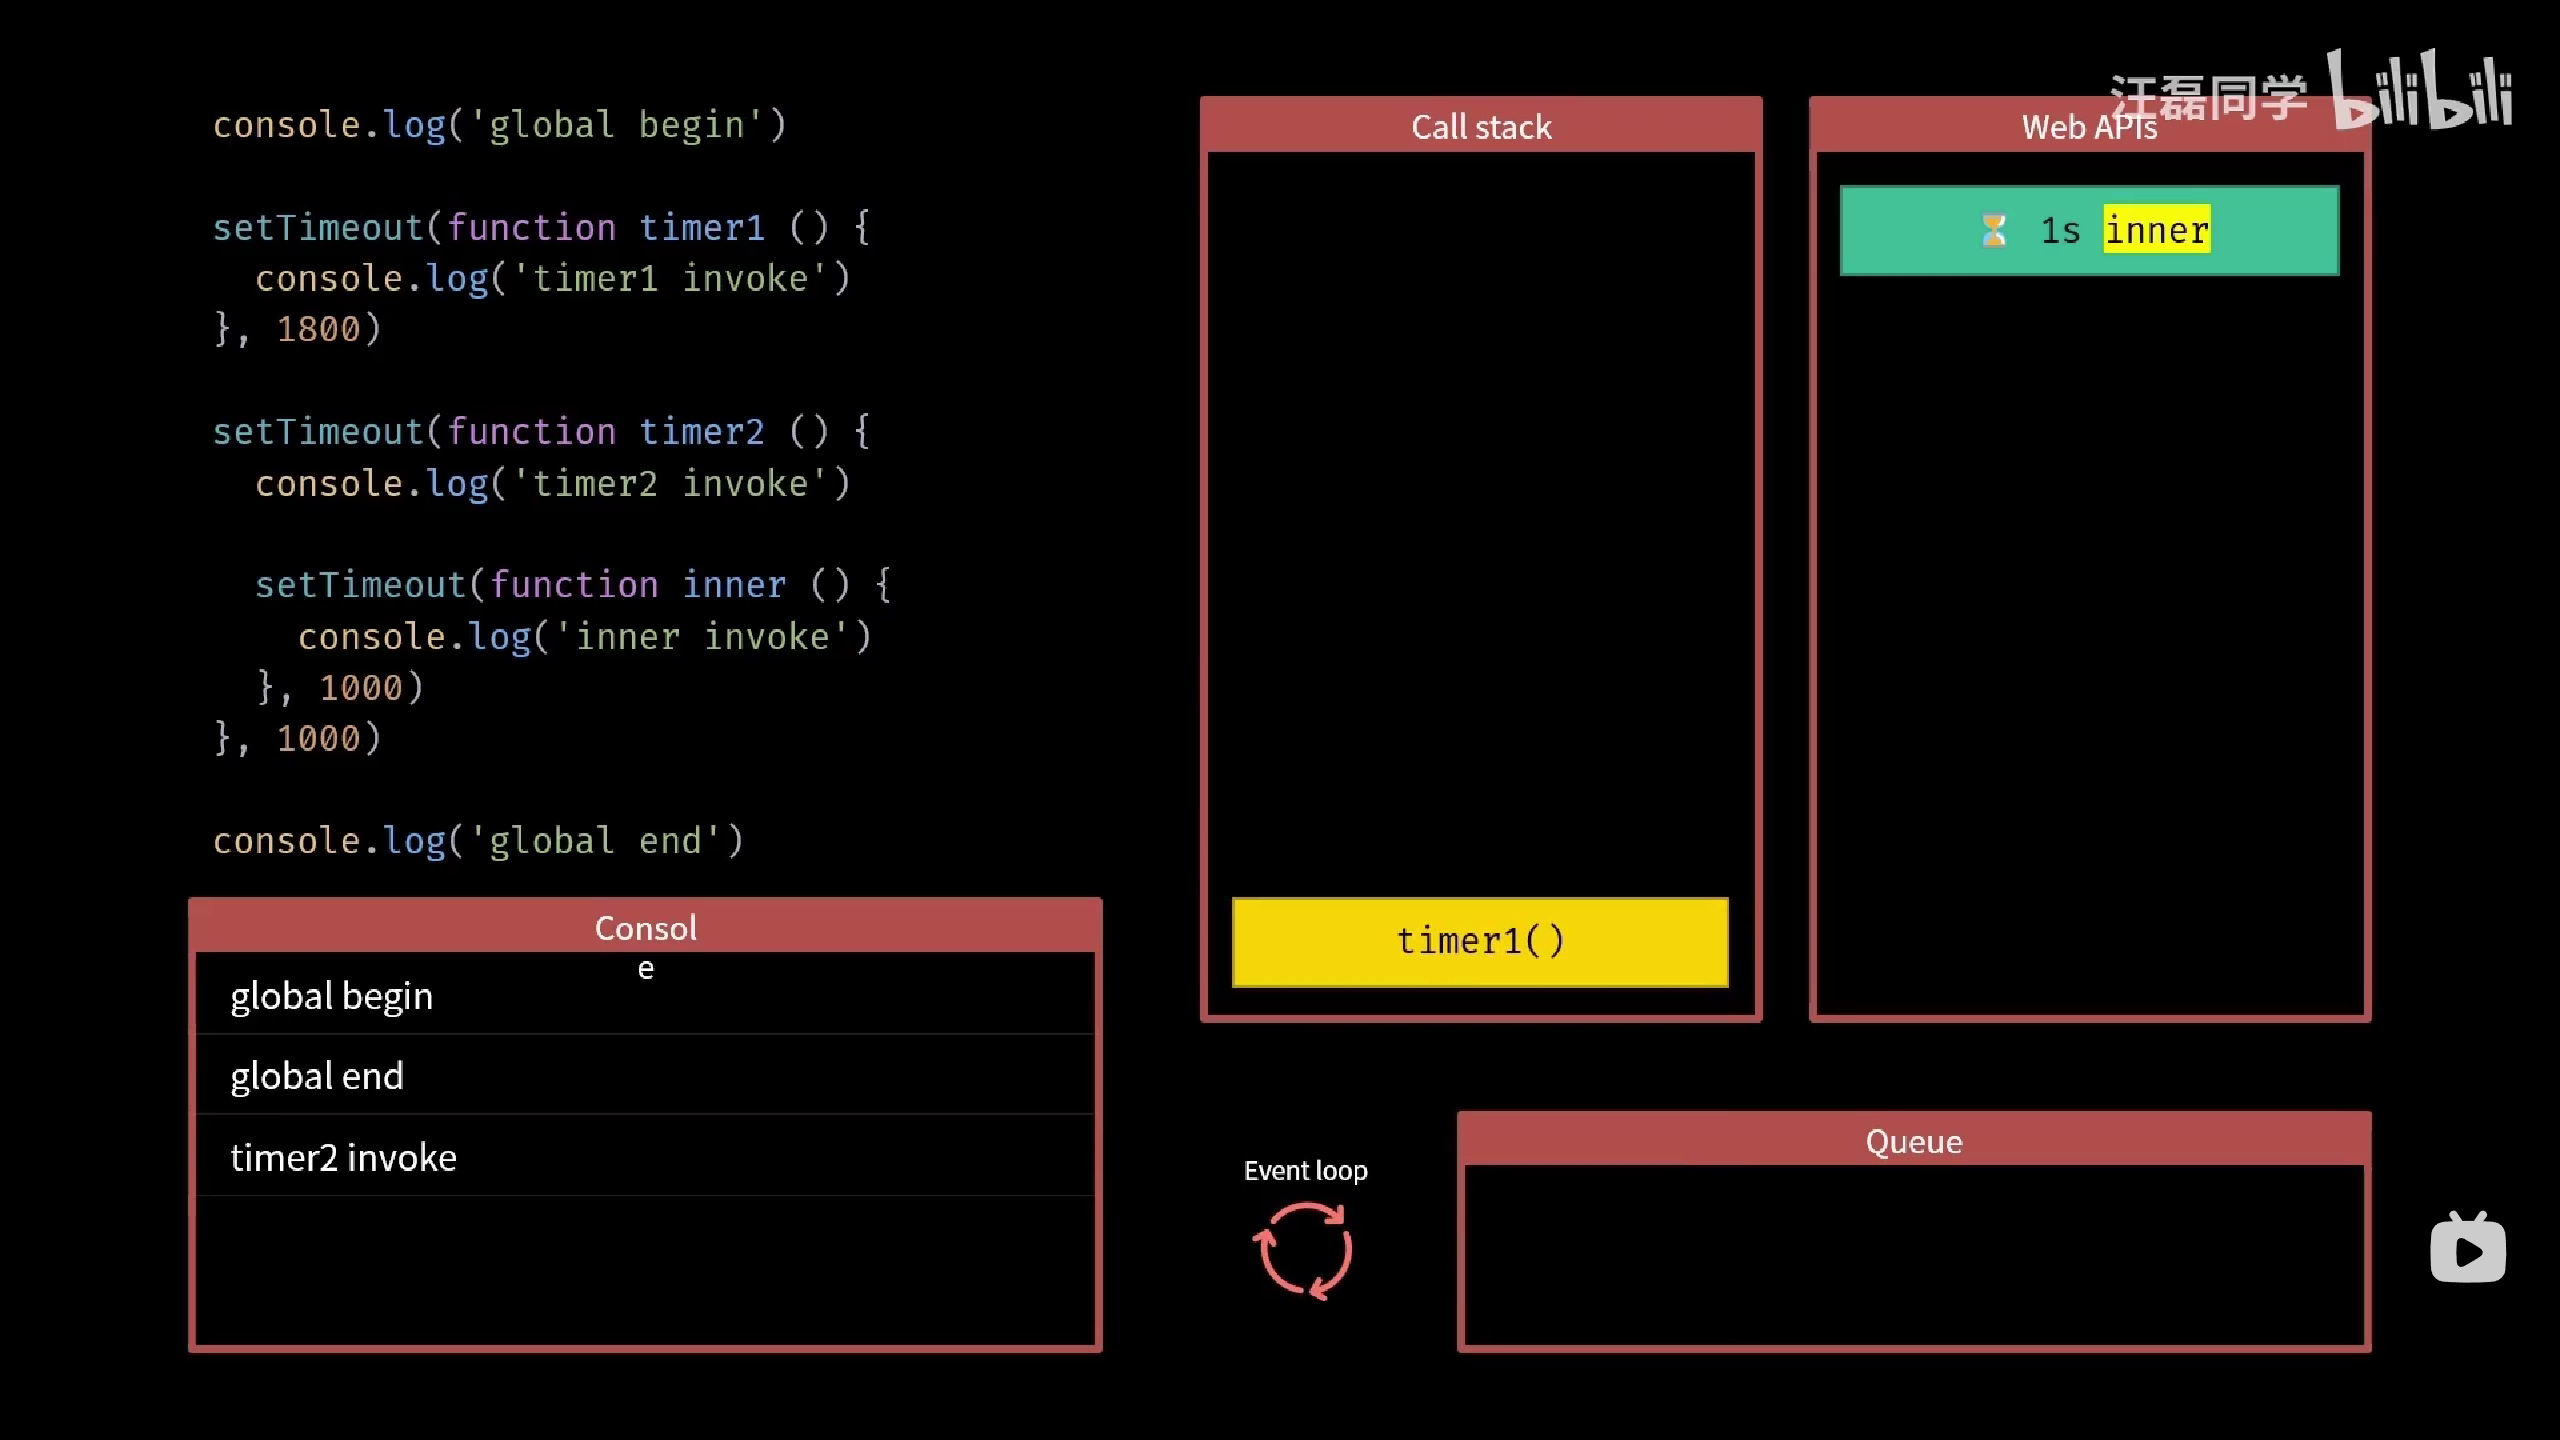 console.log('global begin')
setTimeout(function timer1 () {
  console.log('timer1 invoke')
}, 1800)
setTimeout(function timer2 () {
  console.log('timer2 invoke')
  setTimeout(function inner () {
    console.log('inner invoke')
  }, 1000)
}, 1000)
console.log('global end')
Consol
e
global begin
global end
timer2 invoke
Call stack
timer1()
汪磊同学 bilibili
Web APIs
⏳ 1s inner
Event loop
Queue